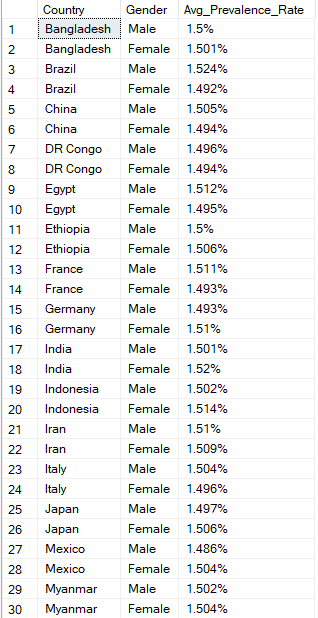 Country Gender Avg_Prevalence_Rate
1 Bangladesh Male 1.5%
2 Bangladesh Female 1.501%
3 Brazil Male 1.524%
4 Brazil Female 1.492%
5 China Male 1.505%
6 China Female 1.494%
7 DR Congo Male 1.496%
8 DR Congo Female 1.494%
9 Egypt Male 1.512%
10 Egypt Female 1.495%
11 Ethiopia Male 1.5%
12 Ethiopia Female 1.506%
13 France Male 1.511%
14 France Female 1.493%
15 Germany Male 1.493%
16 Germany Female 1.51%
17 India Male 1.501%
18 India Female 1.52%
19 Indonesia Male 1.502%
20 Indonesia Female 1.514%
21 Iran Male 1.51%
22 Iran Female 1.509%
23 Italy Male 1.504%
24 Italy Female 1.496%
25 Japan Male 1.497%
26 Japan Female 1.506%
27 Mexico Male 1.486%
28 Mexico Female 1.504%
29 Myanmar Male 1.502%
30 Myanmar Female 1.504%